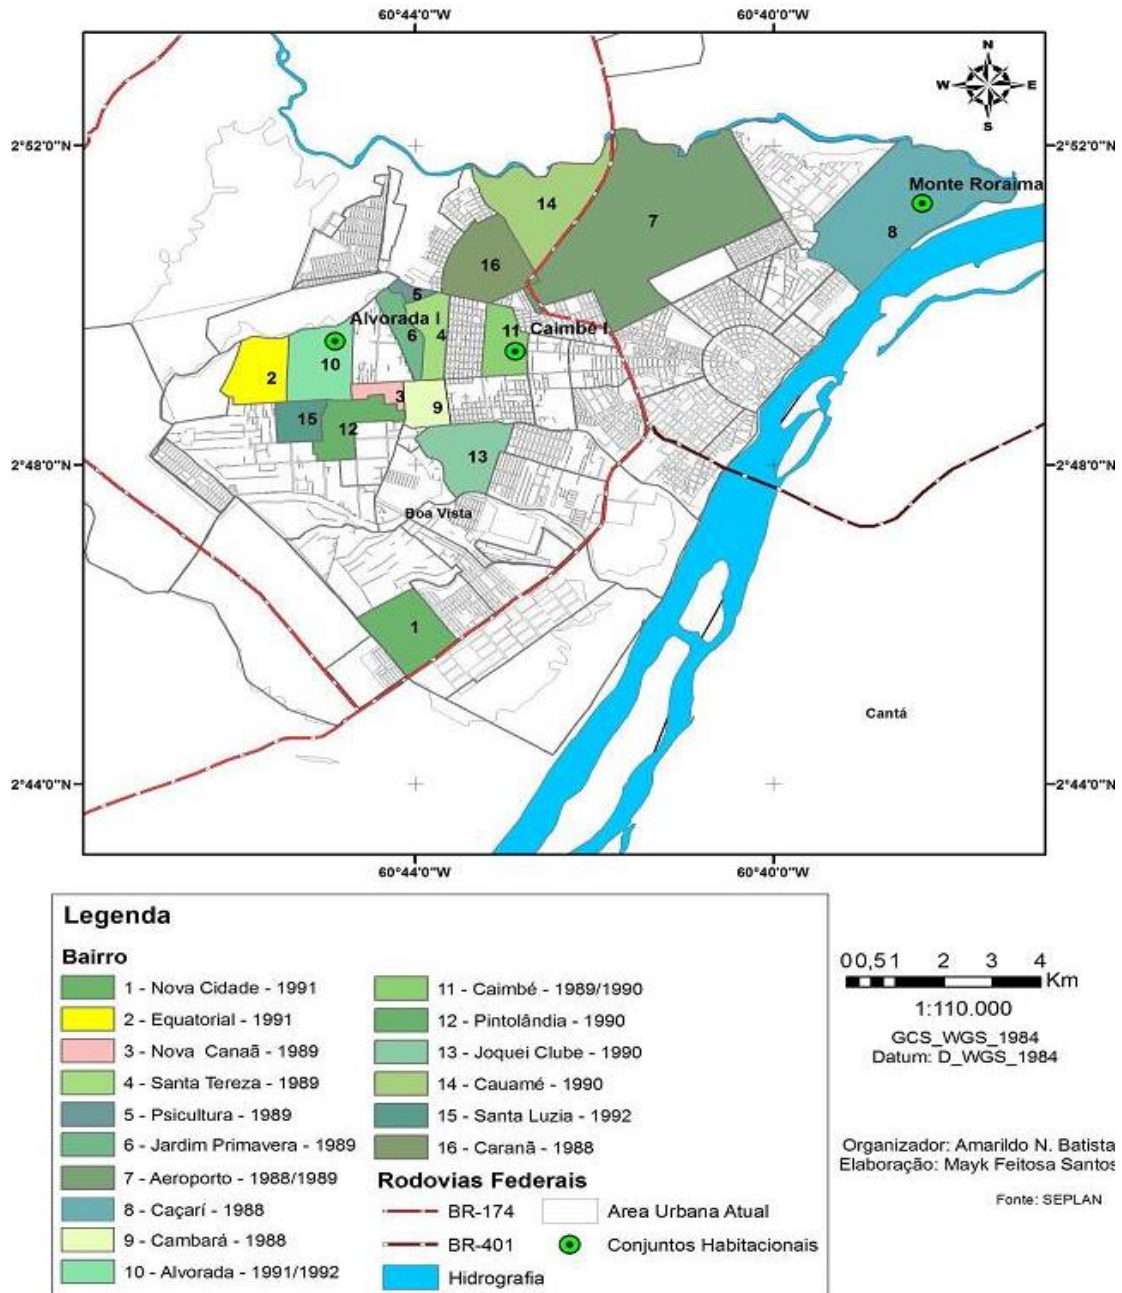 60°44'0"W
60°40'0"W
N
W
E
S
2°52'0"N
2°52'0"N
Monte Roraima
14
7
8
16
5
Alvorada I
11
Caimbé I
6
4
10
2
3
9
15
12
13
2°48'0"N
2°48'0"N
Boa Vista
1
Cantá
2°44'0"N
2°44'0"N
60°44'0"W
60°40'0"W
Legenda
Bairro
1 - Nova Cidade - 1991
2 - Equatorial - 1991
3 - Nova Canaã - 1989
4 - Santa Tereza - 1989
5 - Psicultura - 1989
6 - Jardim Primavera - 1989
7 - Aeroporto - 1988/1989
8 - Caçarí - 1988
9 - Cambará - 1988
10 - Alvorada - 1991/1992
11 - Caimbé - 1989/1990
12 - Pintolândia - 1990
13 - Joquei Clube - 1990
14 - Cauamé - 1990
15 - Santa Luzia - 1992
16 - Caranã - 1988
Rodovias Federais
BR-174
Area Urbana Atual
BR-401
Conjuntos Habitacionais
Hidrografia
0 0,5 1 2 3 4
Km
1:110.000
GCS_WGS_1984
Datum: D_WGS_1984
Organizador: Amarildo N. Batista
Elaboração: Mayk Feitosa Santos
Fonte: SEPLAN